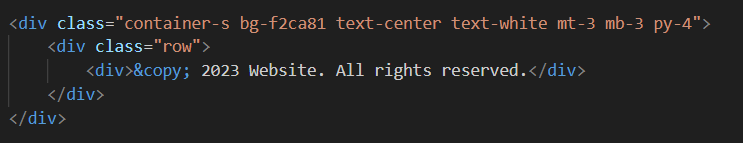 <div class="container-s bg-f2ca81 text-center text-white mt-3 mb-3 py-4">
<div class="row">
<div>&copy; 2023 Website. All rights reserved.</div>
</div>
</div>